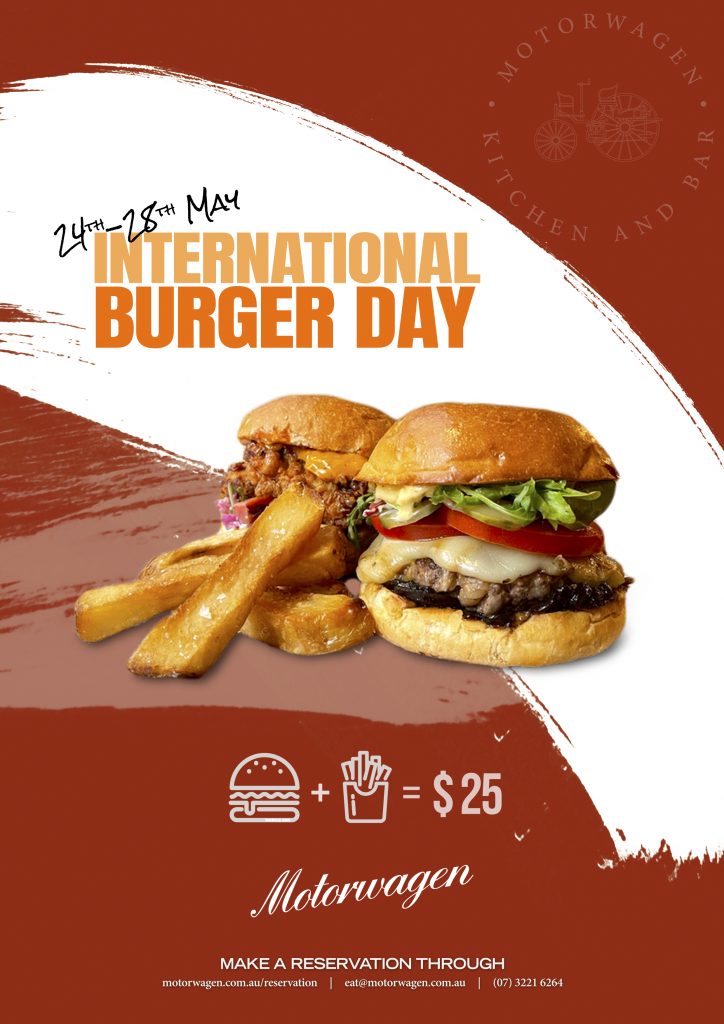 MOTORWAGEN
KITCHEN AND BAR
24TH-28TH MAY
INTERNATIONAL
BURGER DAY
+ = $25
Motorwagen
MAKE A RESERVATION THROUGH
motorwagen.com.au/reservation | eat@motorwagen.com.au | (07) 3221 6264